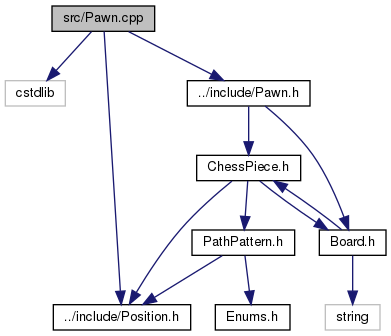 src/Pawn.cpp
cstdlib
../include/Pawn.h
ChessPiece.h
PathPattern.h
Board.h
../include/Position.h
Enums.h
string